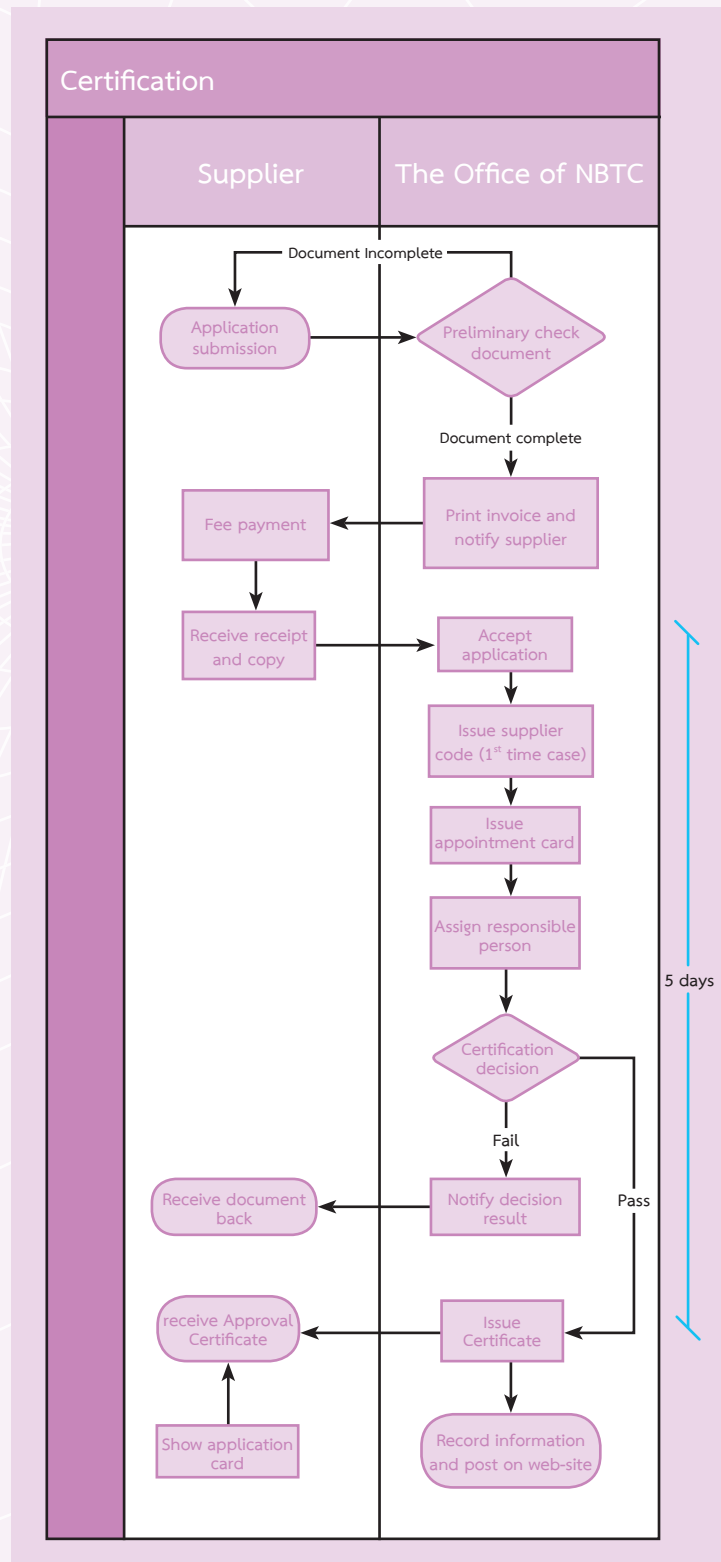 Certification
Supplier
The Office of NBTC
Document Incomplete
Application
submission
Preliminary check
document
Document complete
Print invoice and
notify supplier
Fee payment
Receive receipt
and copy
Accept
application
Issue supplier
code (1st time case)
Issue
appointment card
Assign responsible
person
5 days
Certification
decision
Fail
Pass
Notify decision
result
Receive document
back
Issue
Certificate
receive Approval
Certificate
Show application
card
Record information
and post on web-site